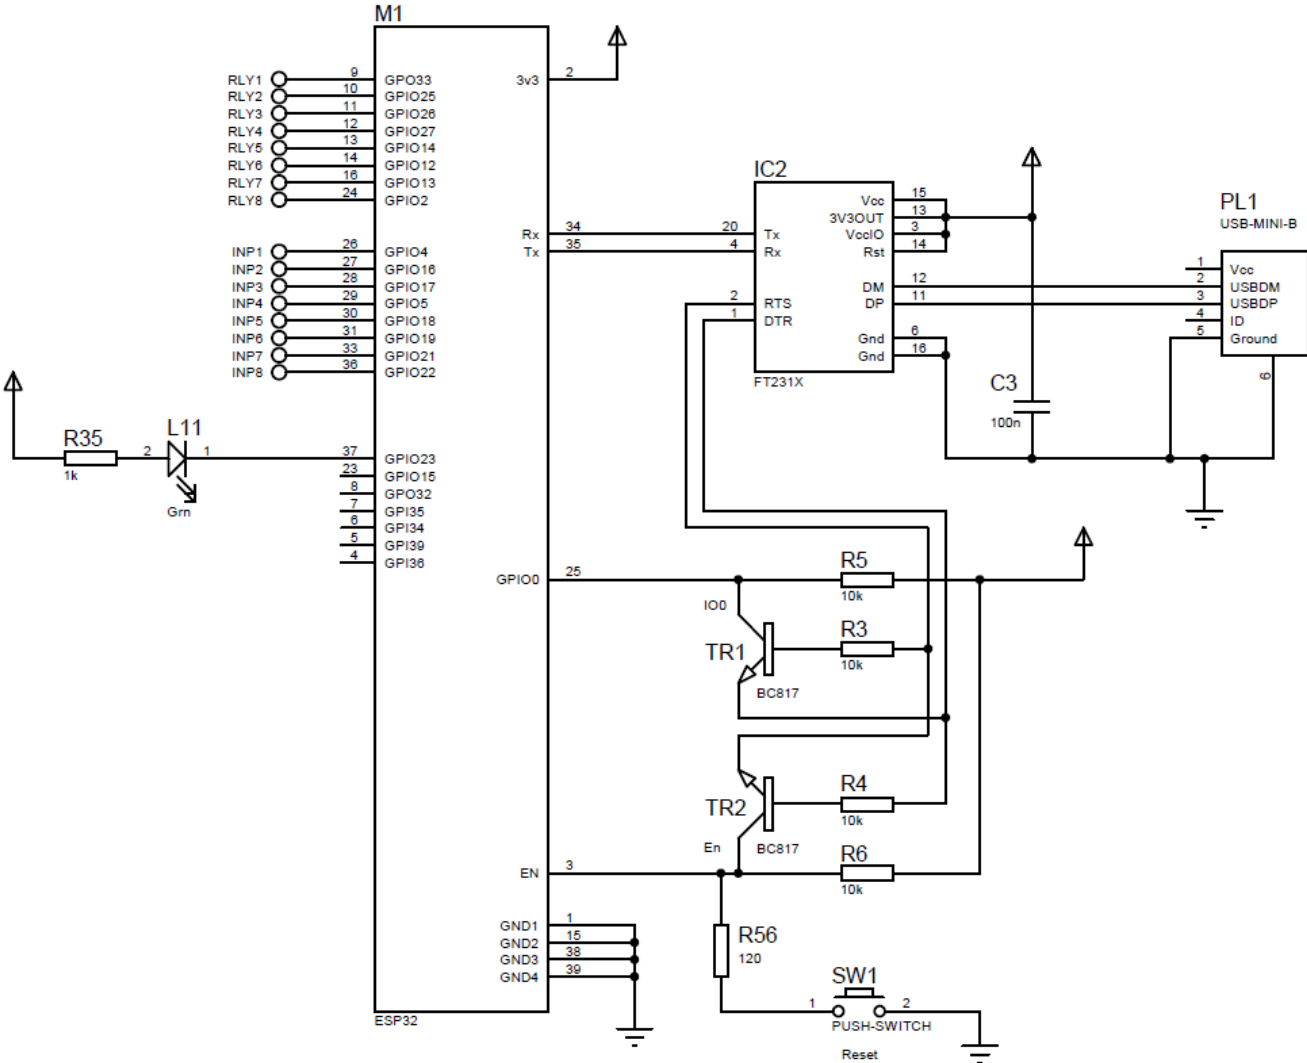 M1
RLY1 9 GPO33
RLY2 10 GPIO25
RLY3 11 GPIO26
RLY4 12 GPIO27
RLY5 13 GPIO14
RLY6 14 GPIO12
RLY7 16 GPIO13
RLY8 24 GPIO2
INP1 26 GPIO4
INP2 27 GPIO16
INP3 28 GPIO17
INP4 29 GPIO5
INP5 30 GPIO18
INP6 31 GPIO19
INP7 33 GPIO21
INP8 36 GPIO22
R35
1k
L11
2 1
Grn
37 GPIO23
23 GPIO15
8 GPO32
7 GPI35
6 GPI34
5 GPI39
4 GPI36
3v3 2
Rx 34
Tx 35
GPIO0 25
EN 3
GND1 1
GND2 15
GND3 38
GND4 39
ESP32
IC2
20 Tx
4 Rx
2 RTS
1 DTR
Vcc 15
3V3OUT 13
VccIO 3
Rst 14
DM 12
DP 11
Gnd 6
Gnd 16
FT231X
C3
100n
PL1
USB-MINI-B
1 Vcc
2 USBDM
3 USBDP
4 ID
5 Ground
6
R5
10k
IO0
R3
10k
TR1
BC817
R4
10k
TR2
BC817
En
R6
10k
R56
120
SW1
1 2
PUSH-SWITCH
Reset